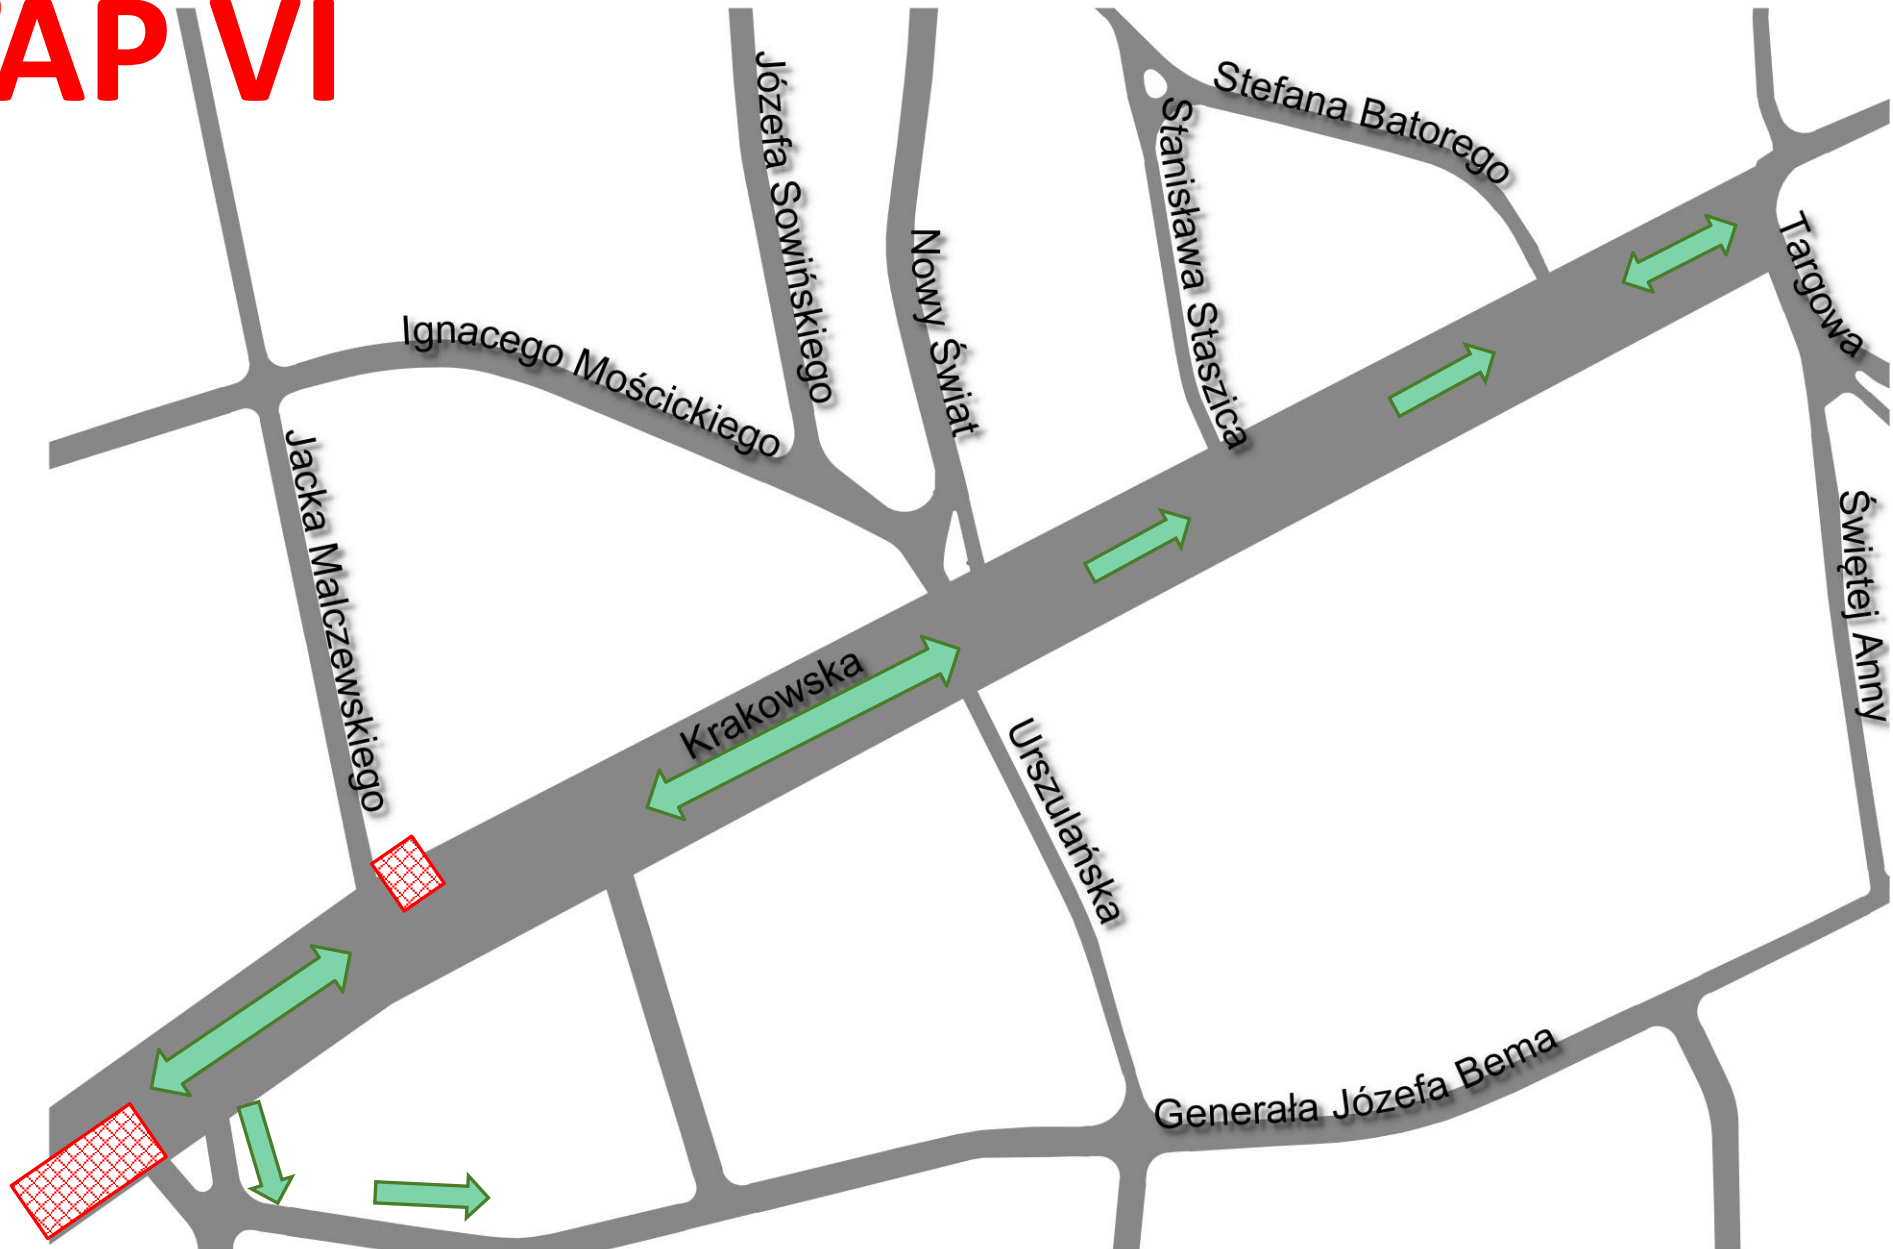 TAP VI
Józefa Sowińskiego
Stefana Batorego
Stanisława Staszica
Nowy Świat
Targowa
Ignacego Mościckiego
Jacka Malczewskiego
Świętej Anny
Krakowska
Urszulańska
Generała Józefa Bema